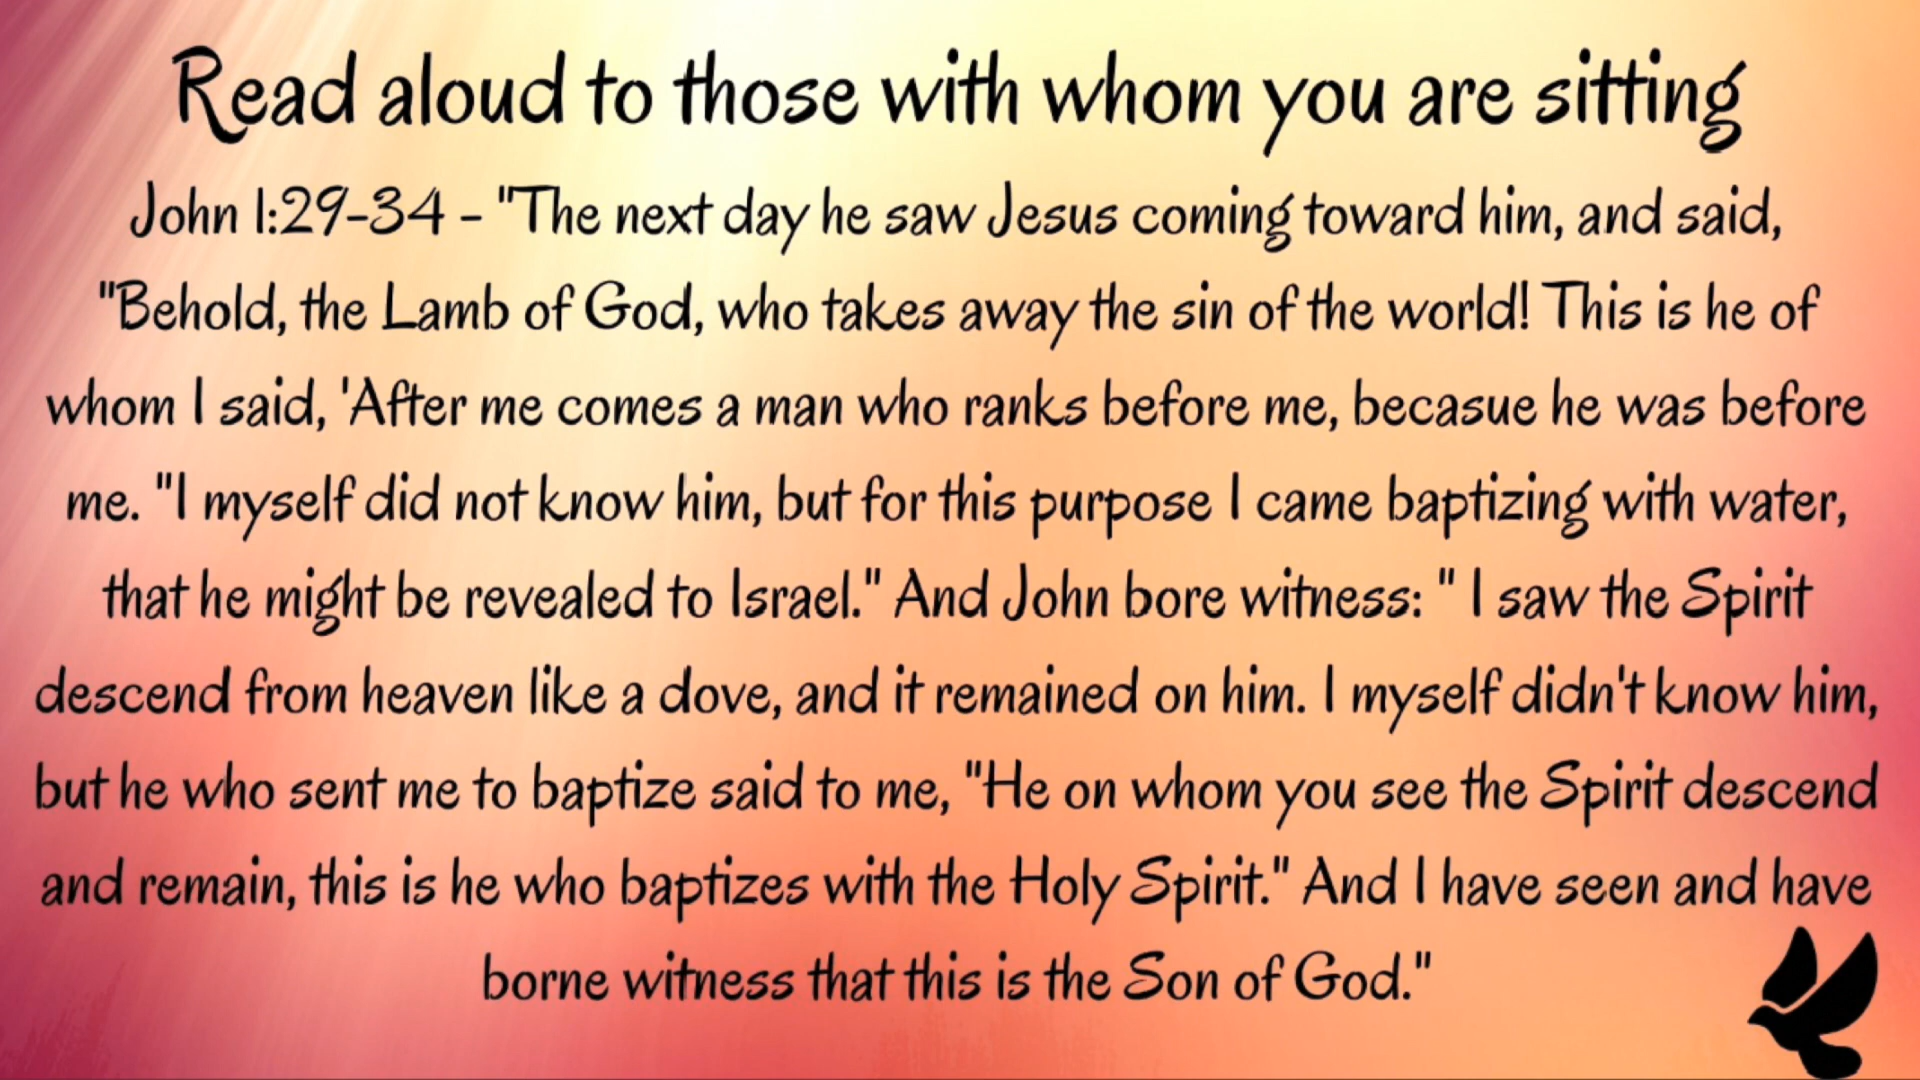 Read aloud to those with whom you are sitting
John 1:29-34 - "The next day he saw Jesus coming toward him, and said,
"Behold, the Lamb of God, who takes away the sin of the world! This is he of
whom I said, 'After me comes a man who ranks before me, becasue he was before
me. "I myself did not know him, but for this purpose I came baptizing with water,
that he might be revealed to Israel." And John bore witness: " I saw the Spirit
descend from heaven like a dove, and it remained on him. I myself didn't know him,
but he who sent me to baptize said to me, "He on whom you see the Spirit descend
and remain, this is he who baptizes with the Holy Spirit." And I have seen and have
borne witness that this is the Son of God."